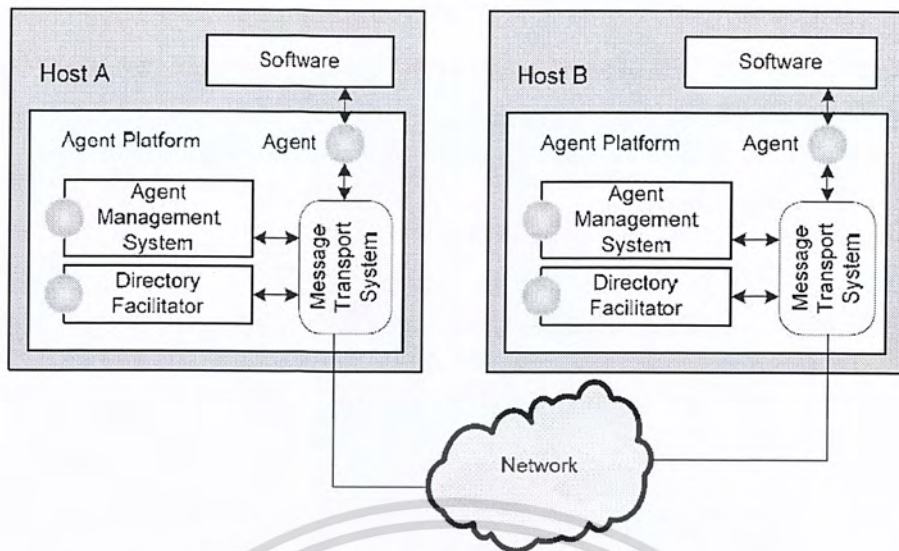 Host A
Software
Agent Platform
Agent
Agent
Management
System
Directory
Facilitator
Message
Transport
System
Host B
Software
Agent Platform
Agent
Agent
Management
System
Directory
Facilitator
Message
Transport
System
Network